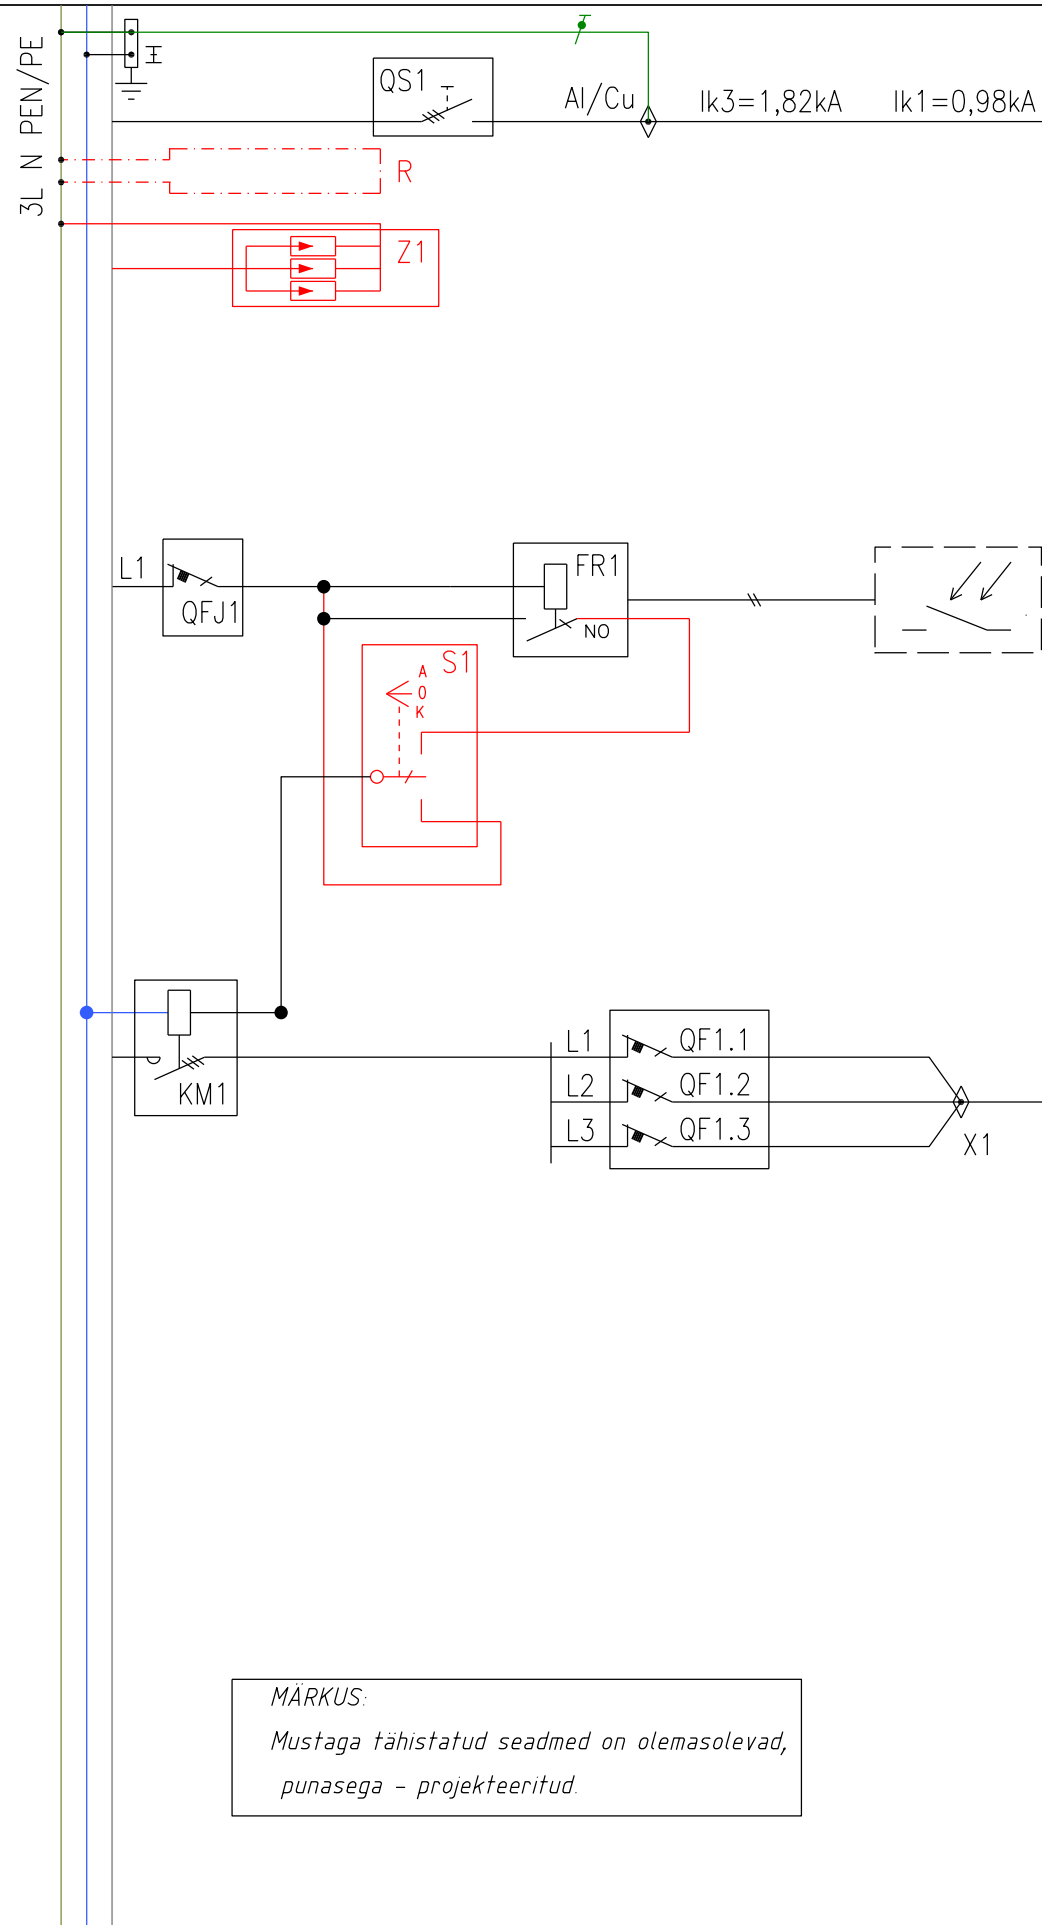 3L N PEN/PE
QS1
Al/Cu
Ik3=1,82kA
Ik1=0,98kA
R
Z1
L1
QFJ1
FR1
NO
S1
A
0
K
KM1
L1
QF1.1
L2
QF1.2
L3
QF1.3
X1
MÄRKUS:
Mustaga tähistatud seadmed on olemasolevad,
punasega - projekteeritud.